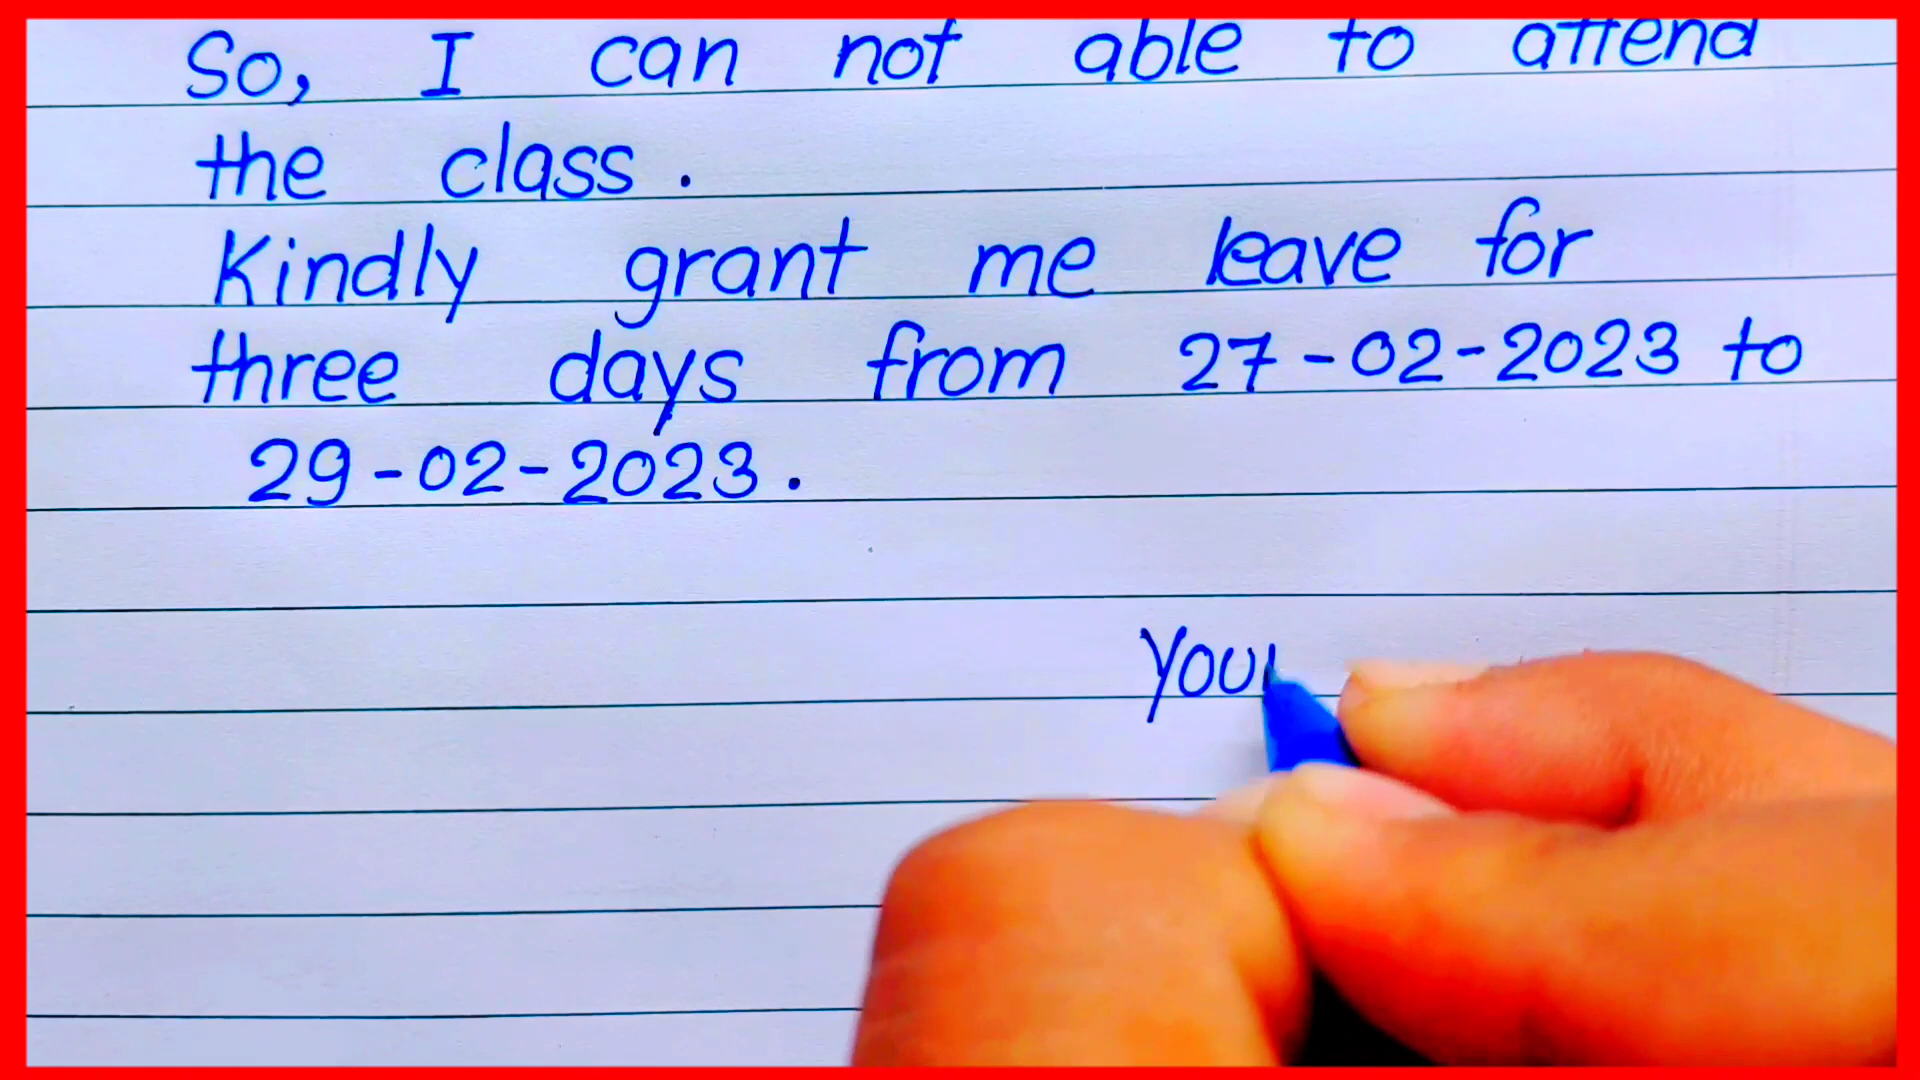 So, I can not able to attend
the class.
Kindly grant me leave for
three days from 27-02-2023 to
29-02-2023.
Your